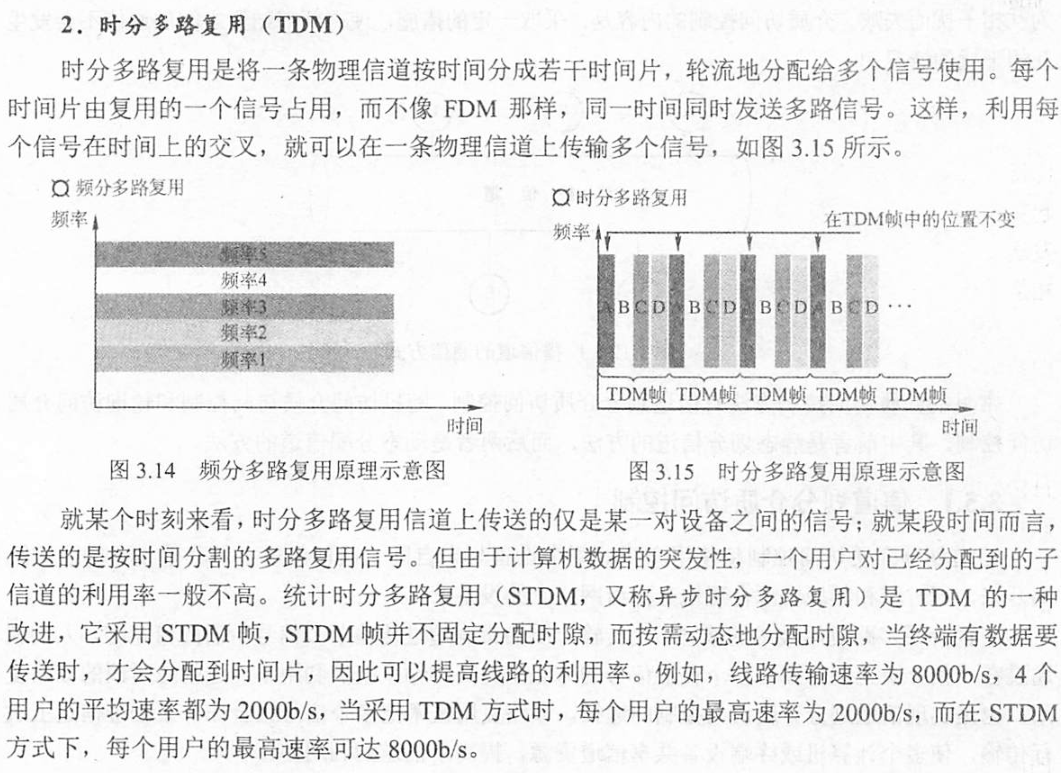 2. 时分多路复用（TDM）
时分多路复用是将一条物理信道按时间分成若干时间片，轮流地分配给多个信号使用。每个
时间片由复用的一个信号占用，而不像 FDM 那样，同一时间同时发送多路信号。这样，利用每
个信号在时间上的交叉，就可以在一条物理信道上传输多个信号，如图 3.15 所示。
频分多路复用
频率
频率5
频率4
频率3
频率2
频率1
时间
图 3.14 频分多路复用原理示意图
时分多路复用
频率
在TDM帧中的位置不变
A B C D A B C D A B C D A B C D ···
TDM帧 TDM帧 TDM帧 TDM帧 TDM帧
时间
图 3.15 时分多路复用原理示意图
就某个时刻来看，时分多路复用信道上传送的仅是某一对设备之间的信号；就某段时间而言，
传送的是按时间分割的多路复用信号。但由于计算机数据的突发性，一个用户对已经分配到的子
信道的利用率一般不高。统计时分多路复用（STDM，又称异步时分多路复用）是 TDM 的一种
改进，它采用 STDM 帧，STDM 帧并不固定分配时隙，而按需动态地分配时隙，当终端有数据要
传送时，才会分配到时间片，因此可以提高线路的利用率。例如，线路传输速率为 8000b/s，4 个
用户的平均速率都为 2000b/s，当采用 TDM 方式时，每个用户的最高速率为 2000b/s，而在 STDM
方式下，每个用户的最高速率可达 8000b/s。